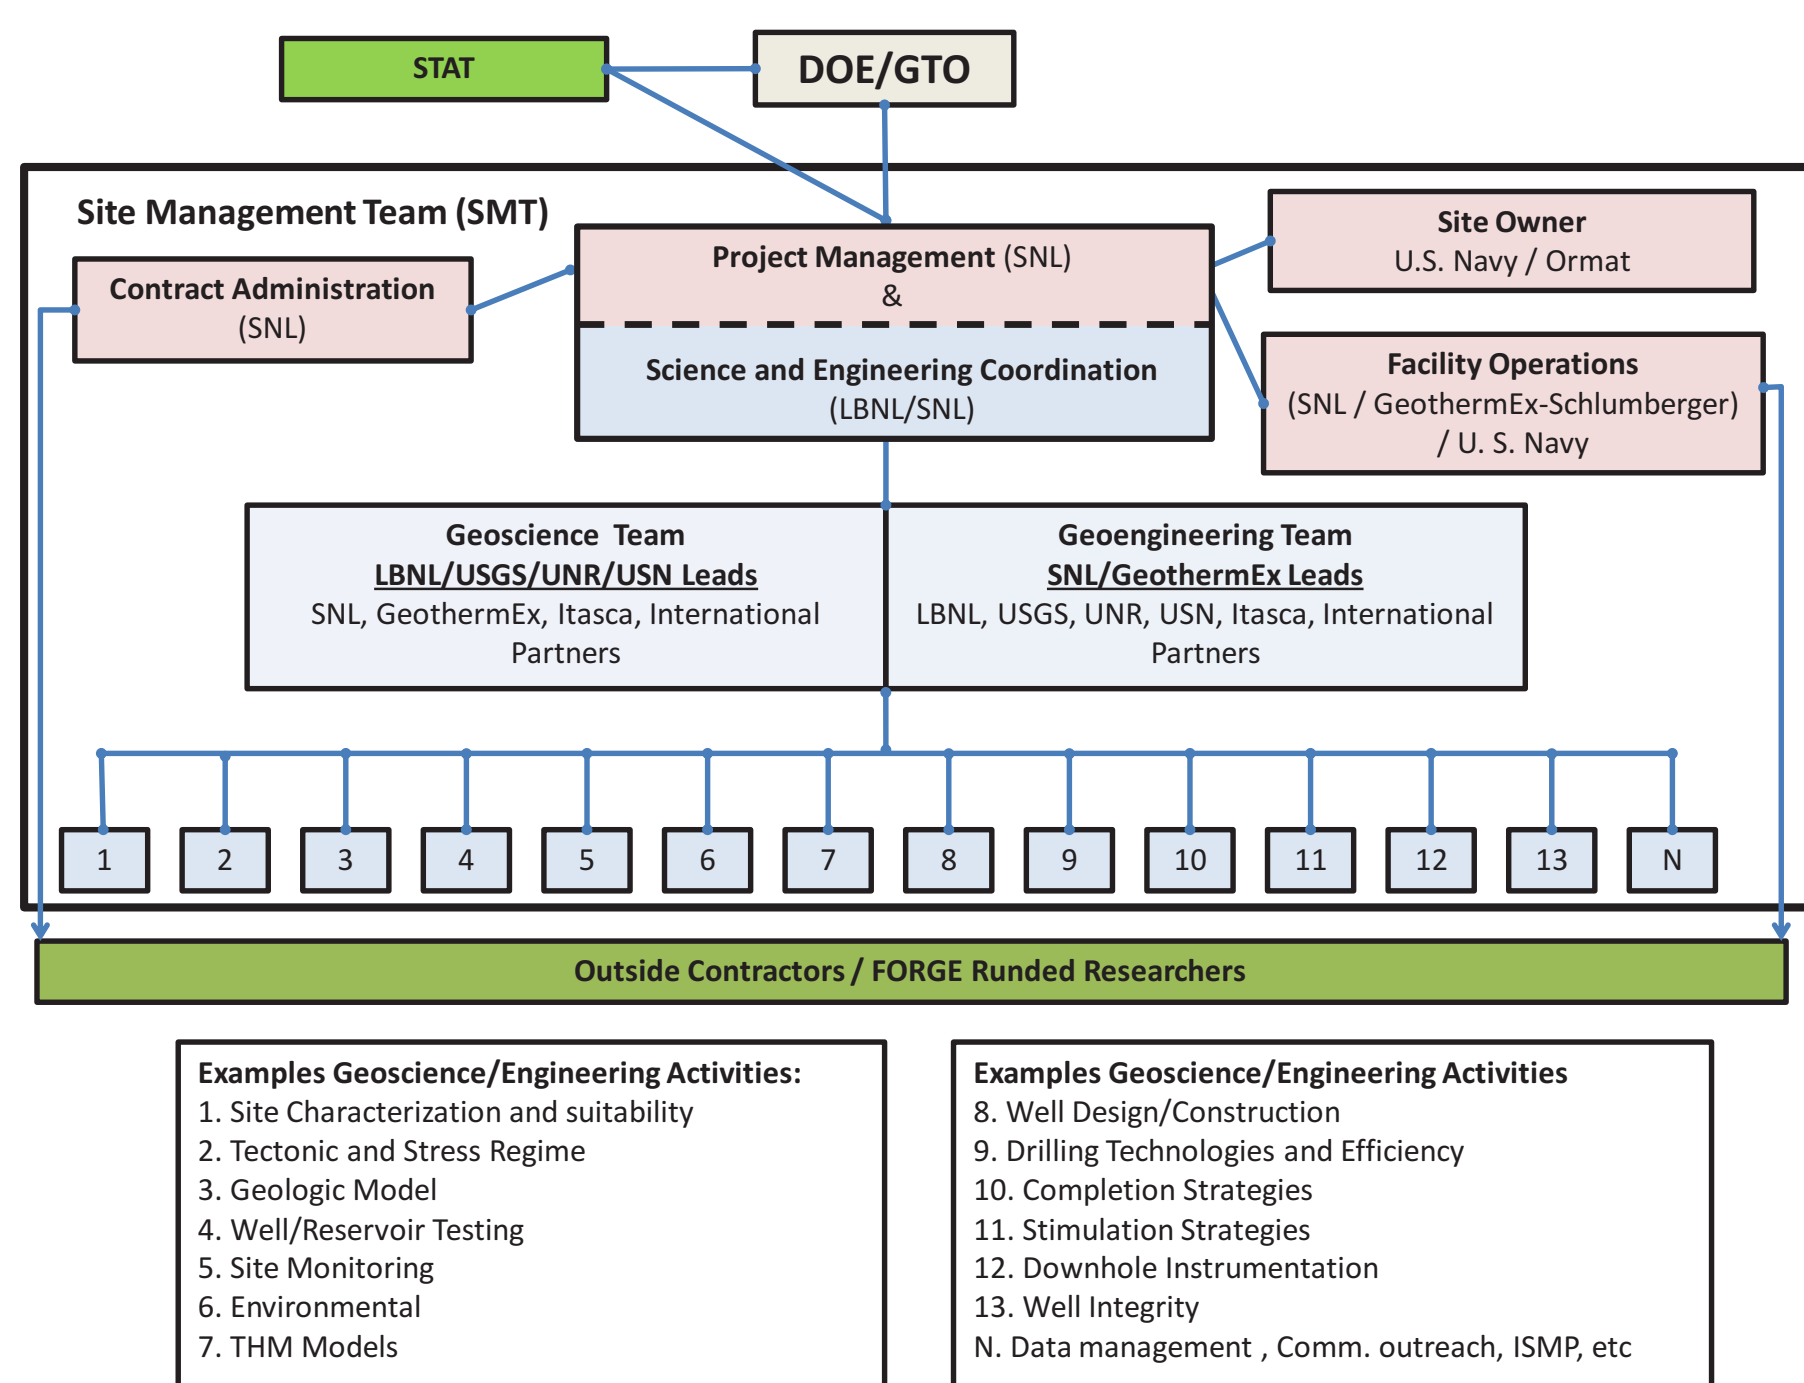 STAT
DOE/GTO
Site Management Team (SMT)
Contract Administration
(SNL)
Project Management (SNL)
&
Science and Engineering Coordination
(LBNL/SNL)
Site Owner
U.S. Navy / Ormat
Facility Operations
(SNL / GeothermEx-Schlumberger)
/ U. S. Navy
Geoscience Team
LBNL/USGS/UNR/USN Leads
SNL, GeothermEx, Itasca, International
Partners
Geoengineering Team
SNL/GeothermEx Leads
LBNL, USGS, UNR, USN, Itasca, International
Partners
1 2 3 4 5 6 7 8 9 10 11 12 13 N
Outside Contractors / FORGE Runded Researchers
Examples Geoscience/Engineering Activities:
1. Site Characterization and suitability
2. Tectonic and Stress Regime
3. Geologic Model
4. Well/Reservoir Testing
5. Site Monitoring
6. Environmental
7. THM Models
Examples Geoscience/Engineering Activities
8. Well Design/Construction
9. Drilling Technologies and Efficiency
10. Completion Strategies
11. Stimulation Strategies
12. Downhole Instrumentation
13. Well Integrity
N. Data management , Comm. outreach, ISMP, etc